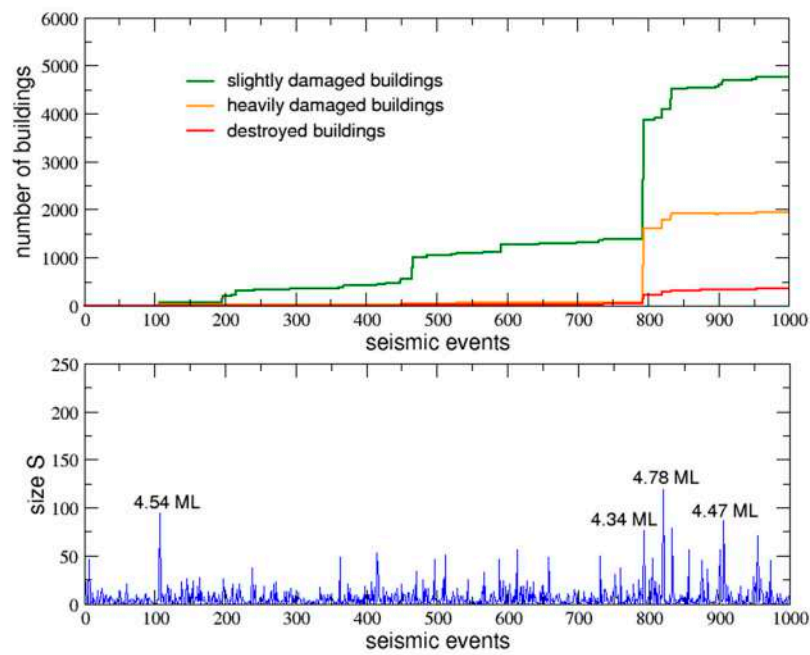 6000
5000
4000
3000
2000
1000
0
number of buildings
slightly damaged buildings
heavily damaged buildings
destroyed buildings
0 100 200 300 400 500 600 700 800 900 1000
seismic events
250
200
150
100
50
0
size S
4.54 ML
4.34 ML
4.78 ML
4.47 ML
0 100 200 300 400 500 600 700 800 900 1000
seismic events